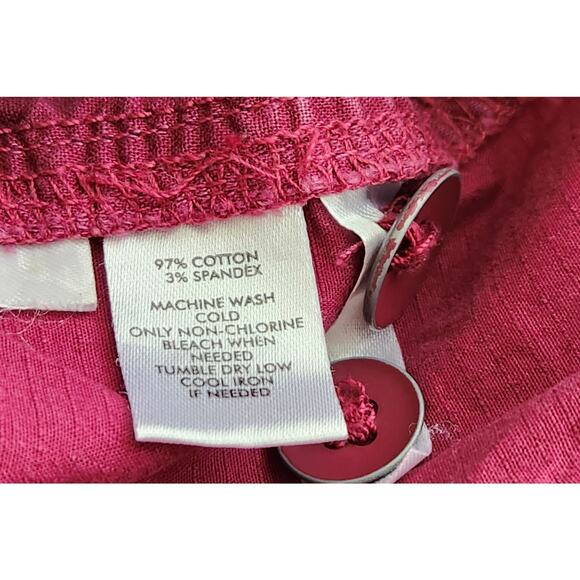 97% COTTON
3% SPANDEX
MACHINE WASH
COLD
ONLY NON-CHLORINE
BLEACH WHEN
NEEDED
TUMBLE DRY LOW
COOL IRON
IF NEEDED